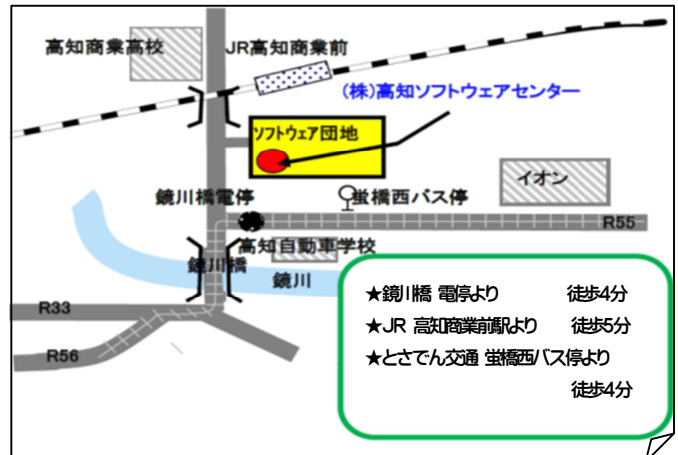 高知商業高校
JR高知商業前
(株)高知ソフトウェアセンター
ソフトウェア団地
イオン
鏡川橋電停
蛍橋西バス停
R55
高知自動車学校
鏡川橋
鏡川
R33
R56
★鏡川橋 電停より 徒歩4分
★JR 高知商業前駅より 徒歩5分
★とさでん交通 蛍橋西バス停より
徒歩4分